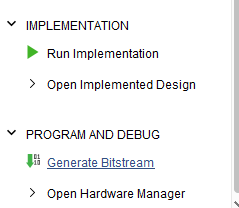 IMPLEMENTATION
Run Implementation
Open Implemented Design
PROGRAM AND DEBUG
Generate Bitstream
Open Hardware Manager